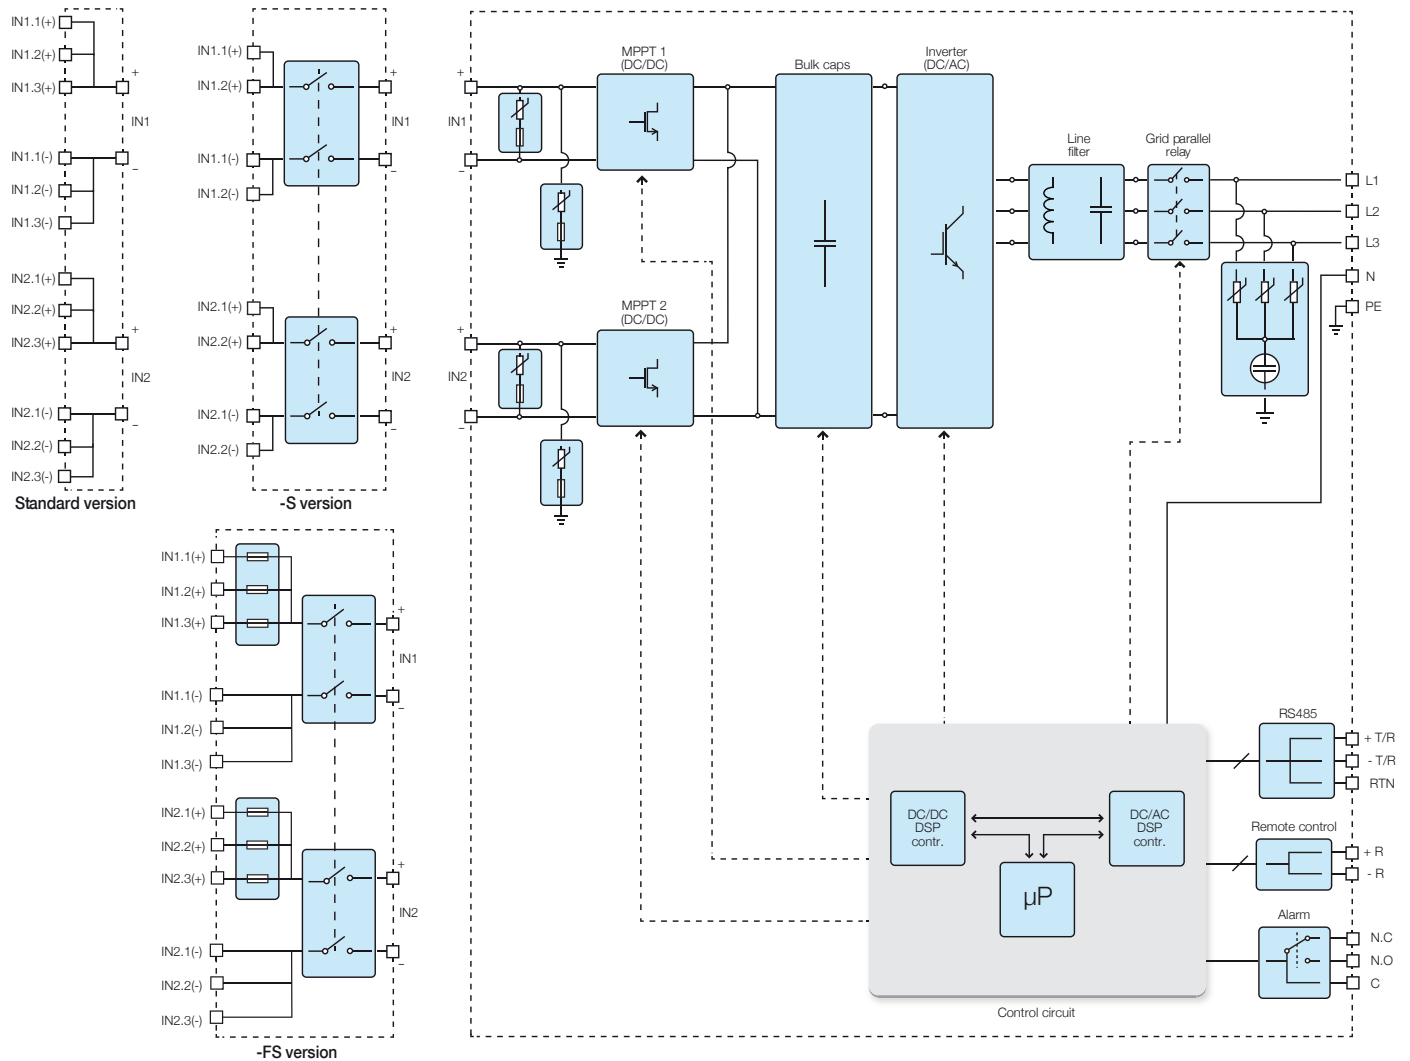 IN1.1(+)
IN1.2(+)
IN1.3(+)
+
IN1
IN1.1(-)
−
IN1.2(-)
IN1.3(-)
IN2.1(+)
IN2.2(+)
+
IN2.3(+)
IN2
IN2.1(-)
−
IN2.2(-)
IN2.3(-)
Standard version
IN1.1(+)
+
IN1.2(+)
IN1
IN1.1(-)
−
IN1.2(-)
IN2.1(+)
+
IN2.2(+)
IN2
IN2.1(-)
−
IN2.2(-)
-S version
IN1.1(+)
IN1.2(+)
+
IN1.3(+)
IN1
IN1.1(-)
−
IN1.2(-)
IN1.3(-)
IN2.1(+)
IN2.2(+)
+
IN2.3(+)
IN2
IN2.1(-)
−
IN2.2(-)
IN2.3(-)
-FS version
+
IN1
−
+
IN2
−
MPPT 1
(DC/DC)
MPPT 2
(DC/DC)
Bulk caps
Inverter
(DC/AC)
Line
filter
Grid parallel
relay
L1
L2
L3
N
PE
DC/DC
DSP
contr.
DC/AC
DSP
contr.
µP
Control circuit
RS485
+ T/R
- T/R
RTN
Remote control
+ R
- R
Alarm
N.C
N.O
C